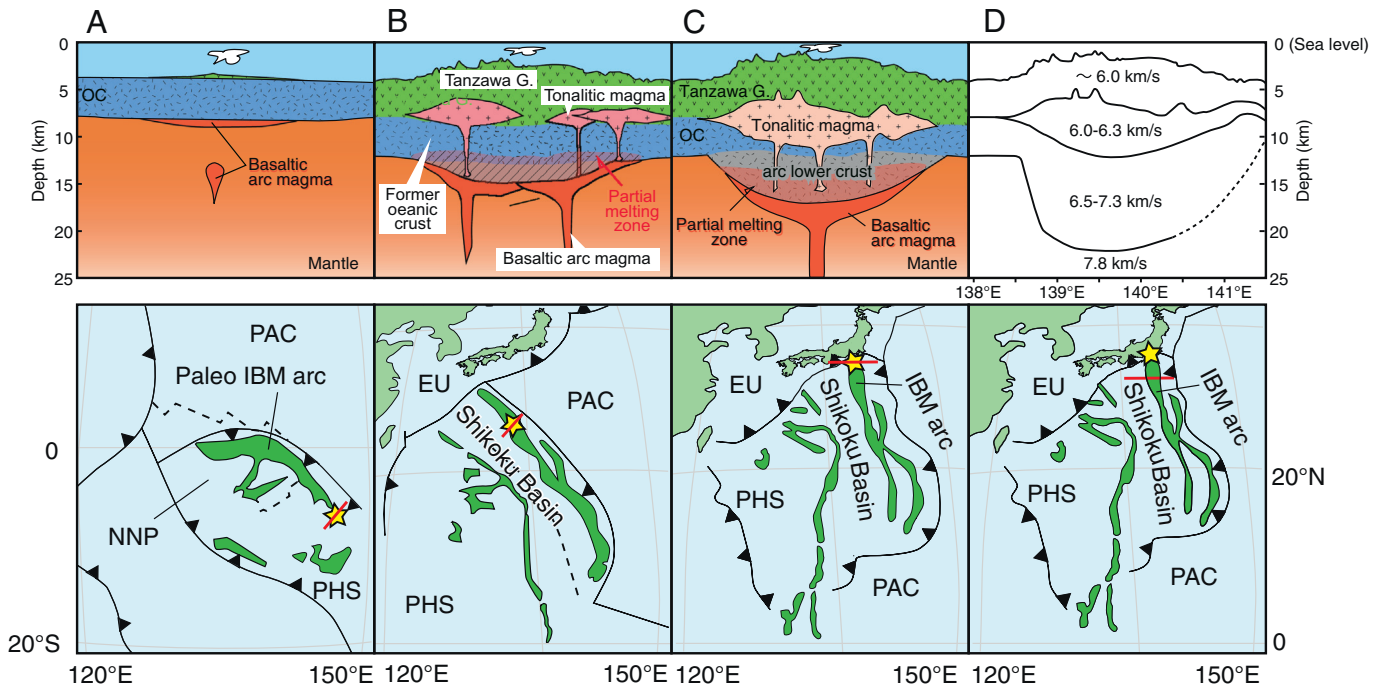 A
B
C
D
0
5
10
15
20
25
Depth (km)
OC
Basaltic
arc magma
Mantle
Tanzawa G.
Tonalitic magma
Former
oeanic
crust
Partial
melting
zone
Basaltic arc magma
Tanzawa G.
OC
Tonalitic magma
arc lower crust
Partial melting
zone
Basaltic
arc magma
Mantle
~ 6.0 km/s
6.0-6.3 km/s
6.5-7.3 km/s
7.8 km/s
0 (Sea level)
5
10
15
20
25
Depth (km)
138°E
139°E
140°E
141°E
PAC
Paleo IBM arc
NNP
PHS
0
20°S
120°E
150°E
EU
PAC
Shikoku Basin
PHS
120°E
150°E
EU
Shikoku Basin
IBM arc
PHS
PAC
120°E
150°E
EU
Shikoku Basin
IBM arc
PHS
PAC
20°N
0
120°E
150°E